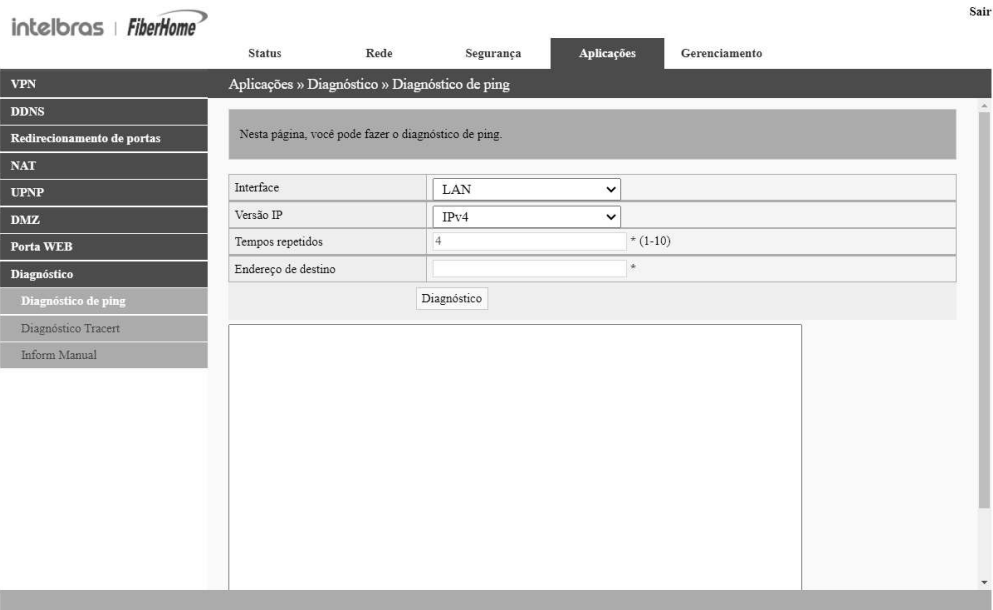 Sair
intelbras | FiberHome
Status Rede Segurança Aplicações Gerenciamento
VPN
DDNS
Redirecionamento de portas
NAT
UPNP
DMZ
Porta WEB
Diagnóstico
Diagnóstico de ping
Diagnóstico Tracert
Inform Manual
Aplicações » Diagnóstico » Diagnóstico de ping
Nesta página, você pode fazer o diagnóstico de ping.
Interface LAN
Versão IP IPv4
Tempos repetidos 4 * (1-10)
Endereço de destino *
Diagnóstico